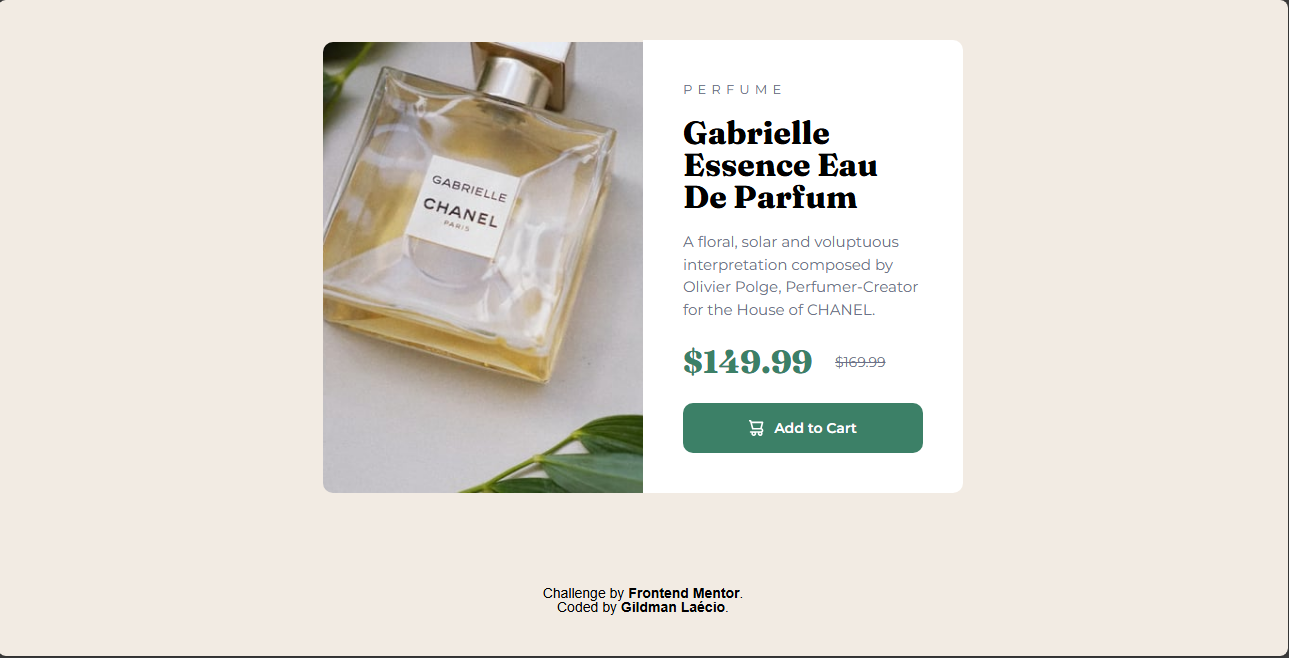 GABRIELLE
CHANEL
PARIS
PERFUME
Gabrielle
Essence Eau
De Parfum
A floral, solar and voluptuous
interpretation composed by
Olivier Polge, Perfumer-Creator
for the House of CHANEL.
$149.99 $169.99
Add to Cart
Challenge by Frontend Mentor.
Coded by Gildman Laécio.